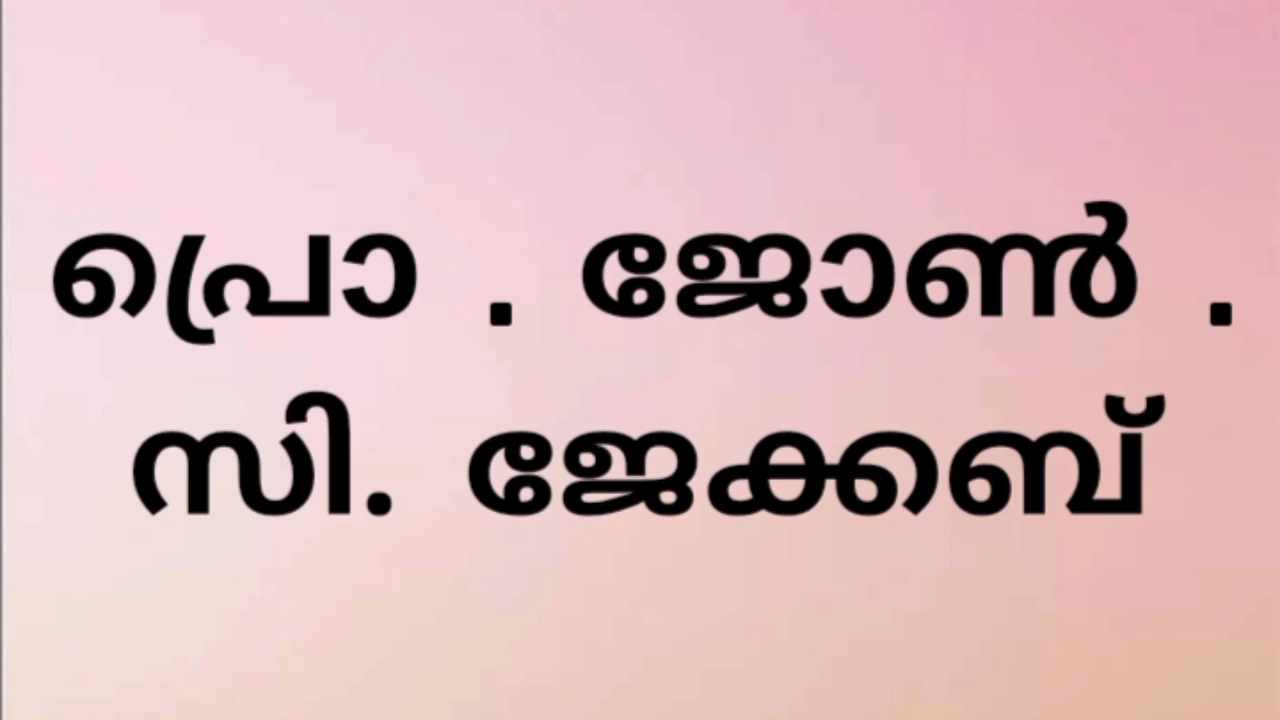 പ്രൊ . ജോൺ .
സി. ജേക്കബ്